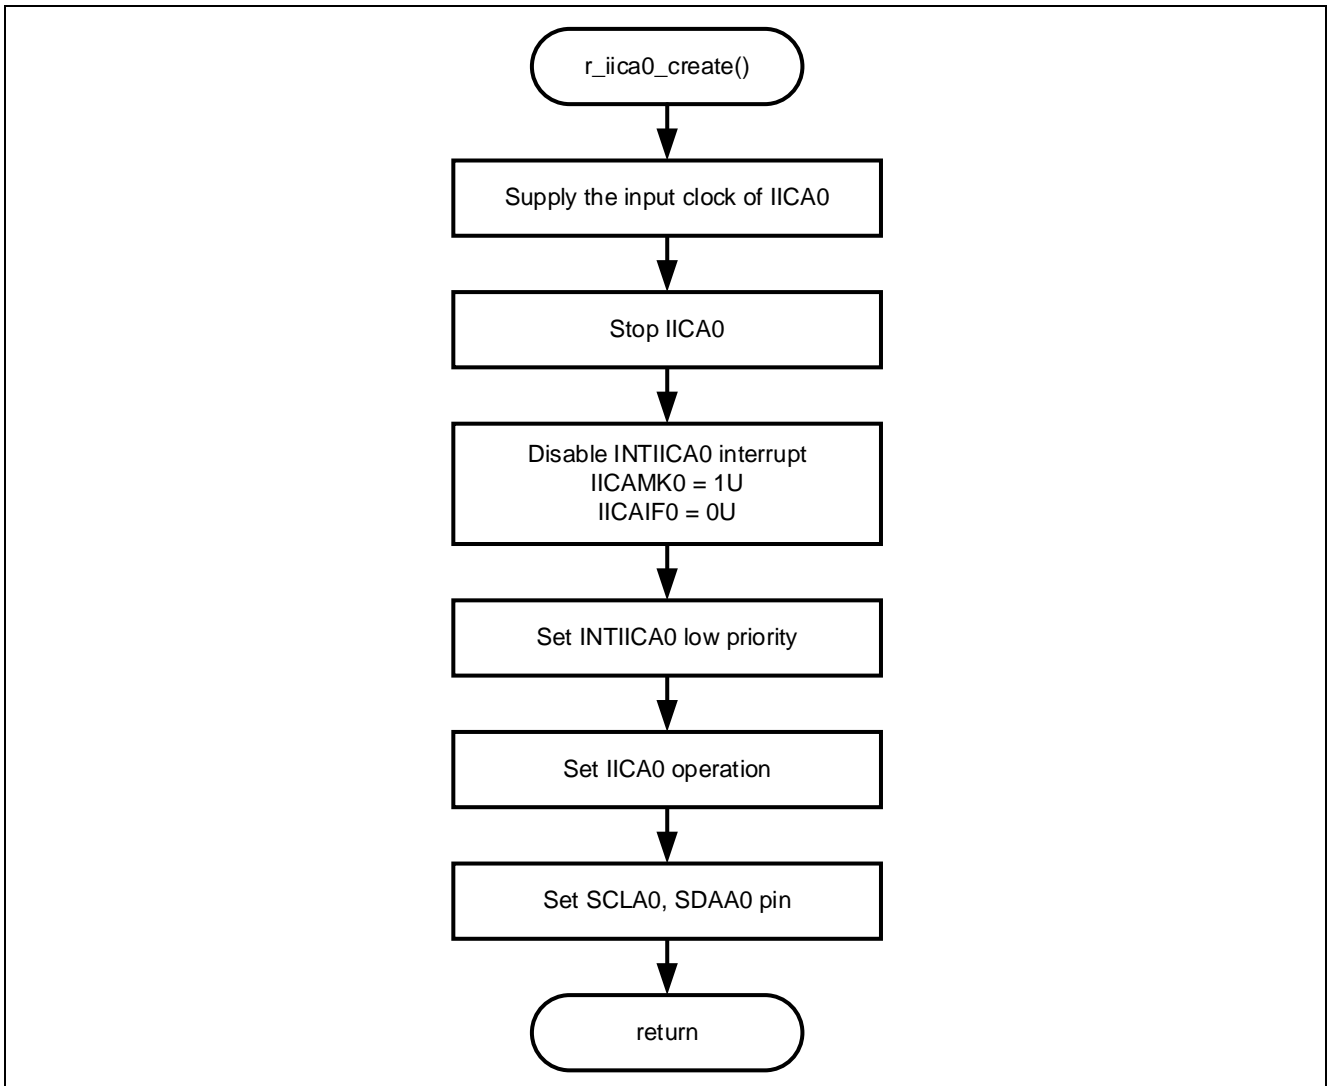 r_iica0_create()
Supply the input clock of IICA0
Stop IICA0
Disable INTIICA0 interrupt
IICAMK0 = 1U
IICAIF0 = 0U
Set INTIICA0 low priority
Set IICA0 operation
Set SCLA0, SDAA0 pin
return